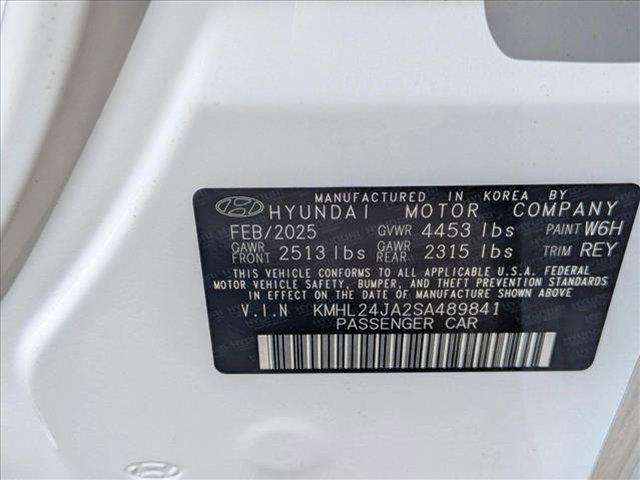 MANUFACTURED IN KOREA BY
HYUNDAI MOTOR COMPANY
FEB/2025 GVWR 4453 lbs PAINT W6H
GAWR FRONT 2513 lbs GAWR REAR 2315 lbs TRIM REY
THIS VEHICLE CONFORMS TO ALL APPLICABLE U.S.A. FEDERAL
MOTOR VEHICLE SAFETY, BUMPER, AND THEFT PREVENTION STANDARDS
IN EFFECT ON THE DATE OF MANUFACTURE SHOWN ABOVE.
V.I.N KMHL24JA2SA489841
PASSENGER CAR